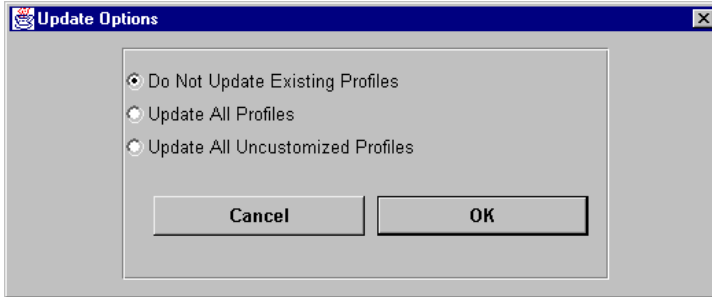 Update Options
Do Not Update Existing Profiles
Update All Profiles
Update All Uncustomized Profiles
Cancel OK